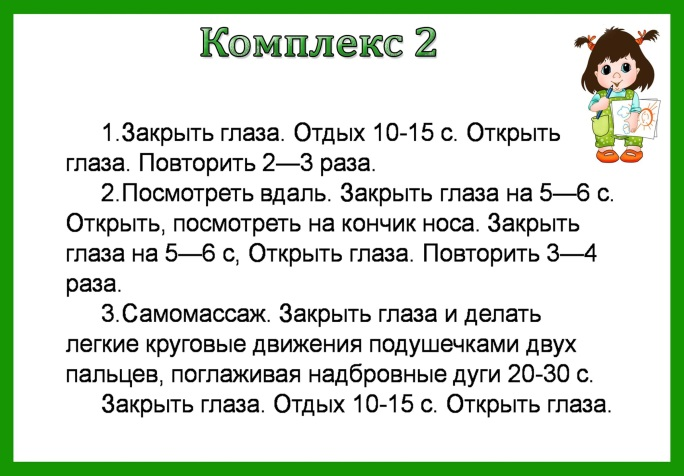 Комплекс 2
1.Закрыть глаза. Отдых 10-15 с. Открыть
глаза. Повторить 2—3 раза.
2.Посмотреть вдаль. Закрыть глаза на 5—6 с.
Открыть, посмотреть на кончик носа. Закрыть
глаза на 5—6 с, Открыть глаза. Повторить 3—4
раза.
3.Самомассаж. Закрыть глаза и делать
легкие круговые движения подушечками двух
пальцев, поглаживая надбровные дуги 20-30 с.
Закрыть глаза. Отдых 10-15 с. Открыть глаза.